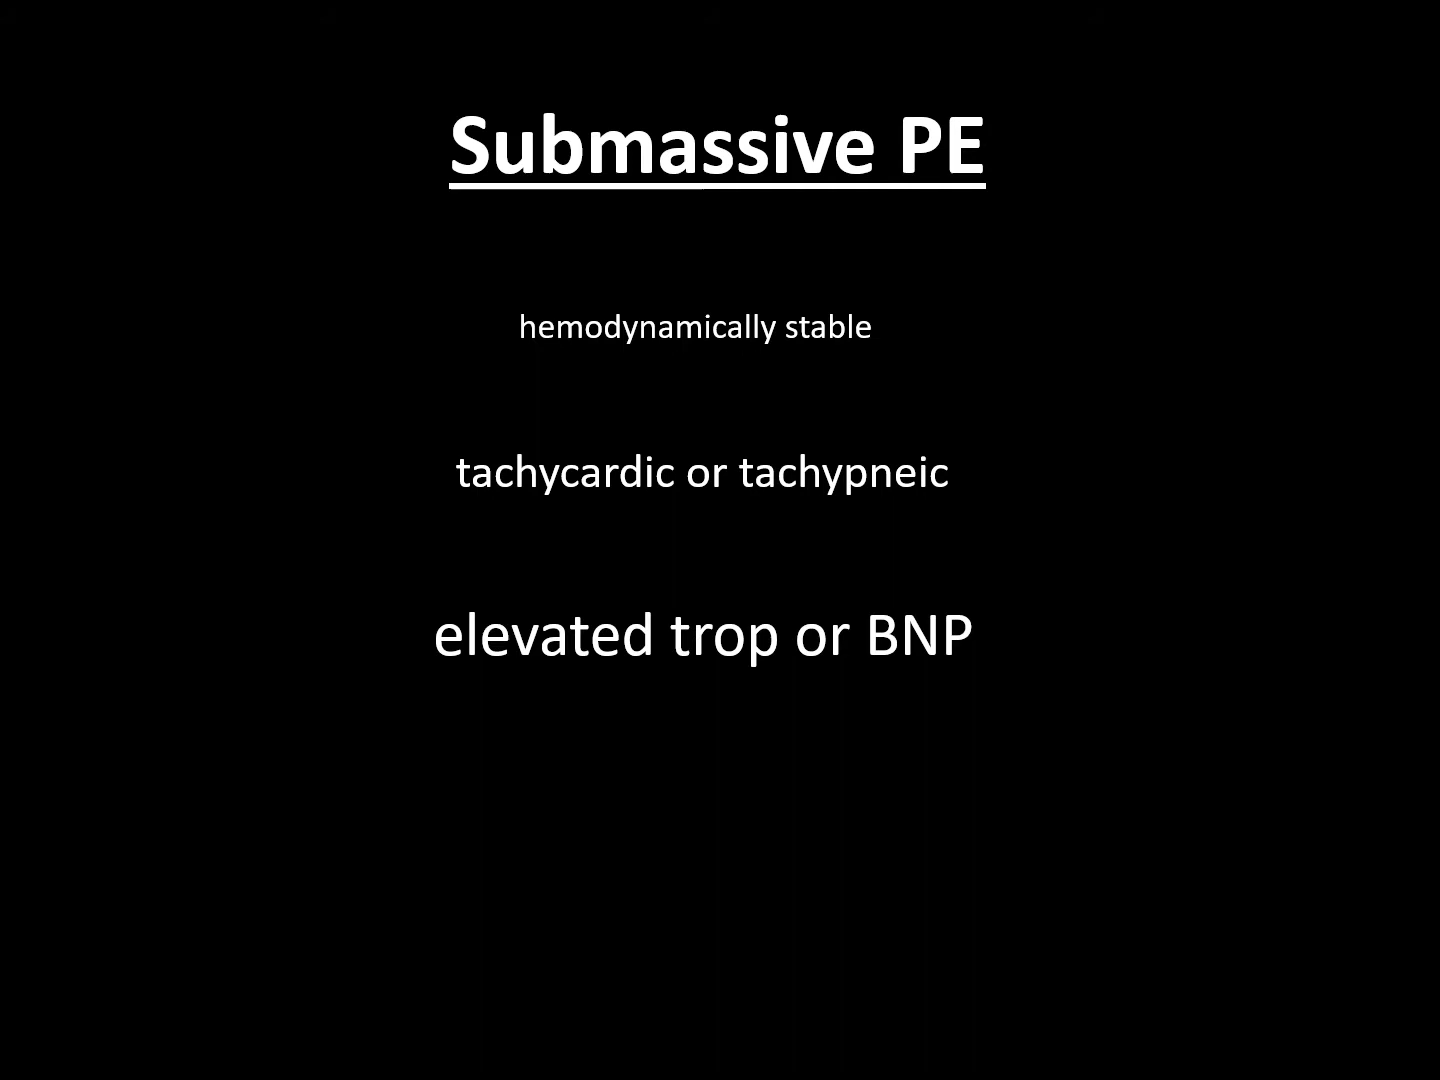 Submassive PE
hemodynamically stable
tachycardic or tachypneic
elevated trop or BNP